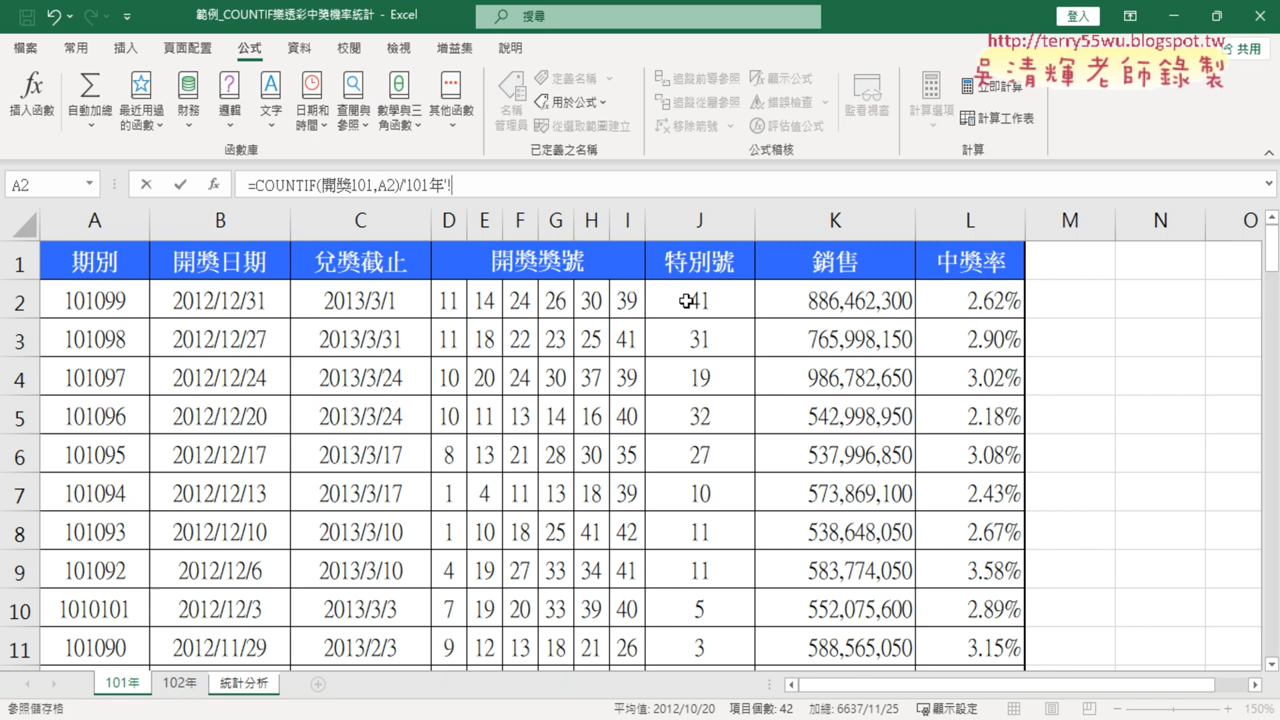 範例_COUNTIF樂透彩中獎機率統計 - Excel
搜尋
登入
檔案 常用 插入 頁面配置 公式 資料 校閱 檢視 增益集 說明
共用
http://terry55wu.blogspot.tw
吳清輝老師錄製
插入函數
自動加總
最近用過的函數
財務
邏輯
文字
日期和時間
查閱與參照
數學與三角函數
其他函數
函數庫
名稱管理員
定義名稱
用於公式
從選取範圍建立
已定義之名稱
追蹤前導參照
追蹤從屬參照
移除箭號
顯示公式
錯誤檢查
評估值公式
公式稽核
監看視窗
計算選項
立即計算
計算工作表
計算
A2 fx =COUNTIF(開獎101,A2)/'101年'!
A B C D E F G H I J K L M N O
1 期別 開獎日期 兌獎截止 開獎獎號 特別號 銷售 中獎率
2 101099 2012/12/31 2013/3/1 11 14 24 26 30 39 41 886,462,300 2.62%
3 101098 2012/12/27 2013/3/31 11 18 22 23 25 41 31 765,998,150 2.90%
4 101097 2012/12/24 2013/3/24 10 20 24 30 37 39 19 986,782,650 3.02%
5 101096 2012/12/20 2013/3/24 10 11 13 14 16 40 32 542,998,950 2.18%
6 101095 2012/12/17 2013/3/17 8 13 21 28 30 35 27 537,996,850 3.08%
7 101094 2012/12/13 2013/3/17 1 4 11 13 18 39 10 573,869,100 2.43%
8 101093 2012/12/10 2013/3/10 1 10 18 25 41 42 11 538,648,050 2.67%
9 101092 2012/12/6 2013/3/10 4 19 27 33 34 41 11 583,774,050 3.58%
10 1010101 2012/12/3 2013/3/3 7 19 20 33 39 40 5 552,075,600 2.89%
11 101090 2012/11/29 2013/2/3 9 12 13 18 21 26 3 588,565,050 3.15%
101年 102年 統計分析
參照儲存格 平均值: 2012/10/20 項目個數: 42 加總: 6637/11/25 顯示設定 150%